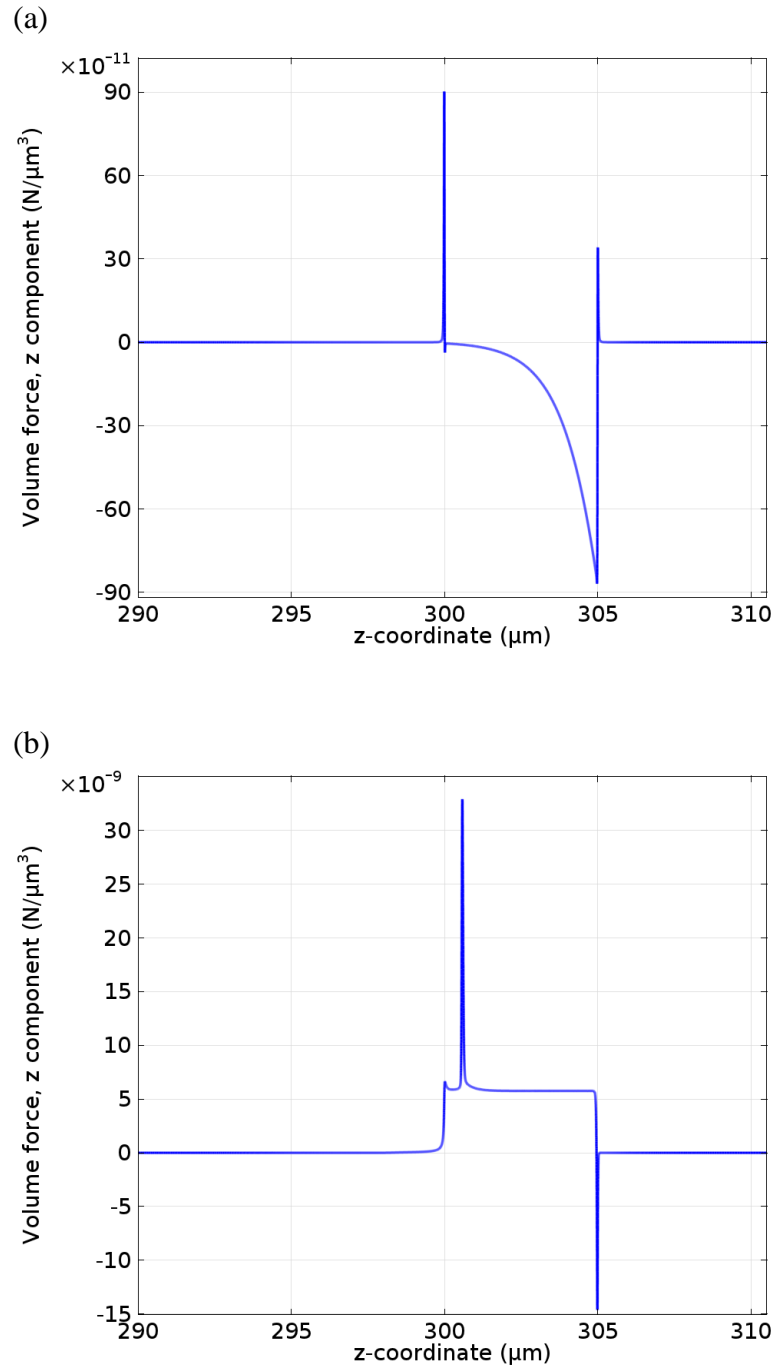 (a)
×10⁻¹¹
90
60
30
0
-30
-60
-90
Volume force, z component (N/μm³)
290 295 300 305 310
z-coordinate (μm)
(b)
×10⁻⁹
30
25
20
15
10
5
0
-5
-10
-15
Volume force, z component (N/μm³)
290 295 300 305 310
z-coordinate (μm)